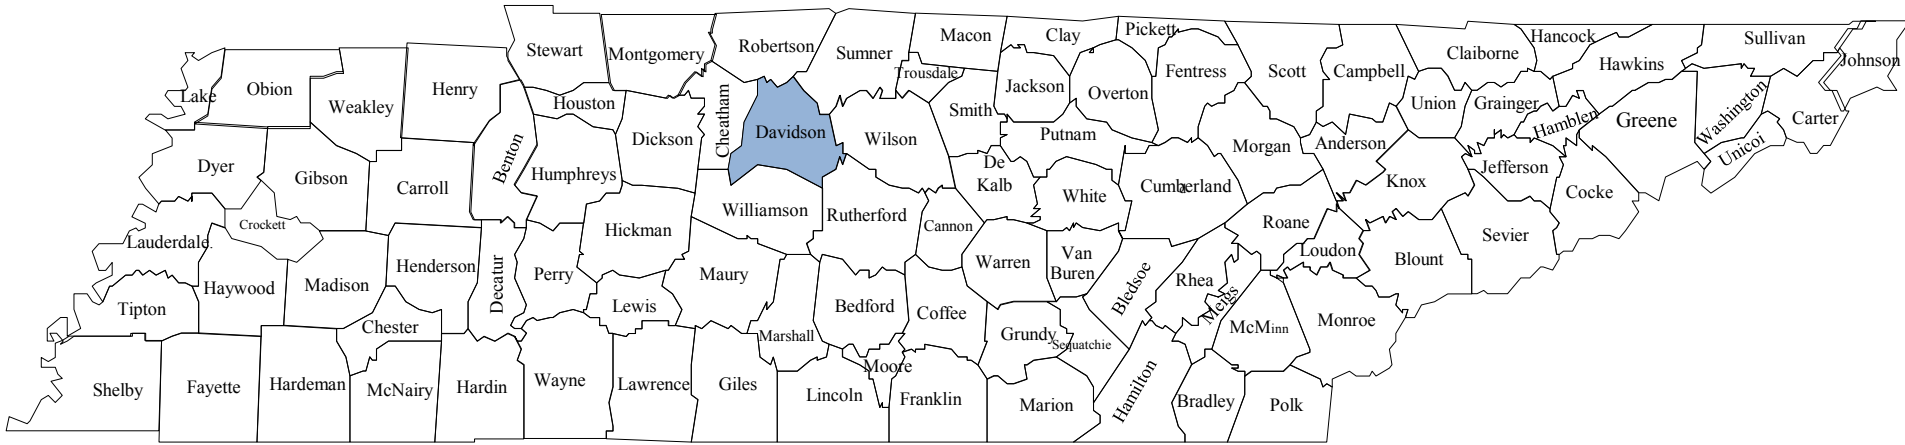 Stewart
Montgomery
Robertson
Sumner
Macon
Clay
Pickett
Fentress
Scott
Campbell
Claiborne
Hancock
Hawkins
Sullivan
Johnson
Lake
Obion
Weakley
Henry
Houston
Trousdale
Jackson
Overton
Union
Grainger
Hamblen
Greene
Washington
Carter
Unicoi
Benton
Dickson
Cheatham
Davidson
Wilson
Smith
Putnam
Morgan
Anderson
Jefferson
Cocke
Dyer
Gibson
Carroll
Humphreys
De
Kalb
White
Cumberland
Knox
Crockett
Hickman
Williamson
Rutherford
Cannon
Roane
Loudon
Sevier
Blount
Lauderdale.
Haywood
Madison
Henderson
Decatur
Perry
Lewis
Maury
Bedford
Coffee
Warren
Van
Buren
Bledsoe
Rhea
Meigs
McMinn
Monroe
Tipton
Chester
Marshall
Moore
Grundy
Sequatchie
Shelby
Fayette
Hardeman
McNairy
Hardin
Wayne
Lawrence
Giles
Lincoln
Franklin
Marion
Hamilton
Bradley
Polk